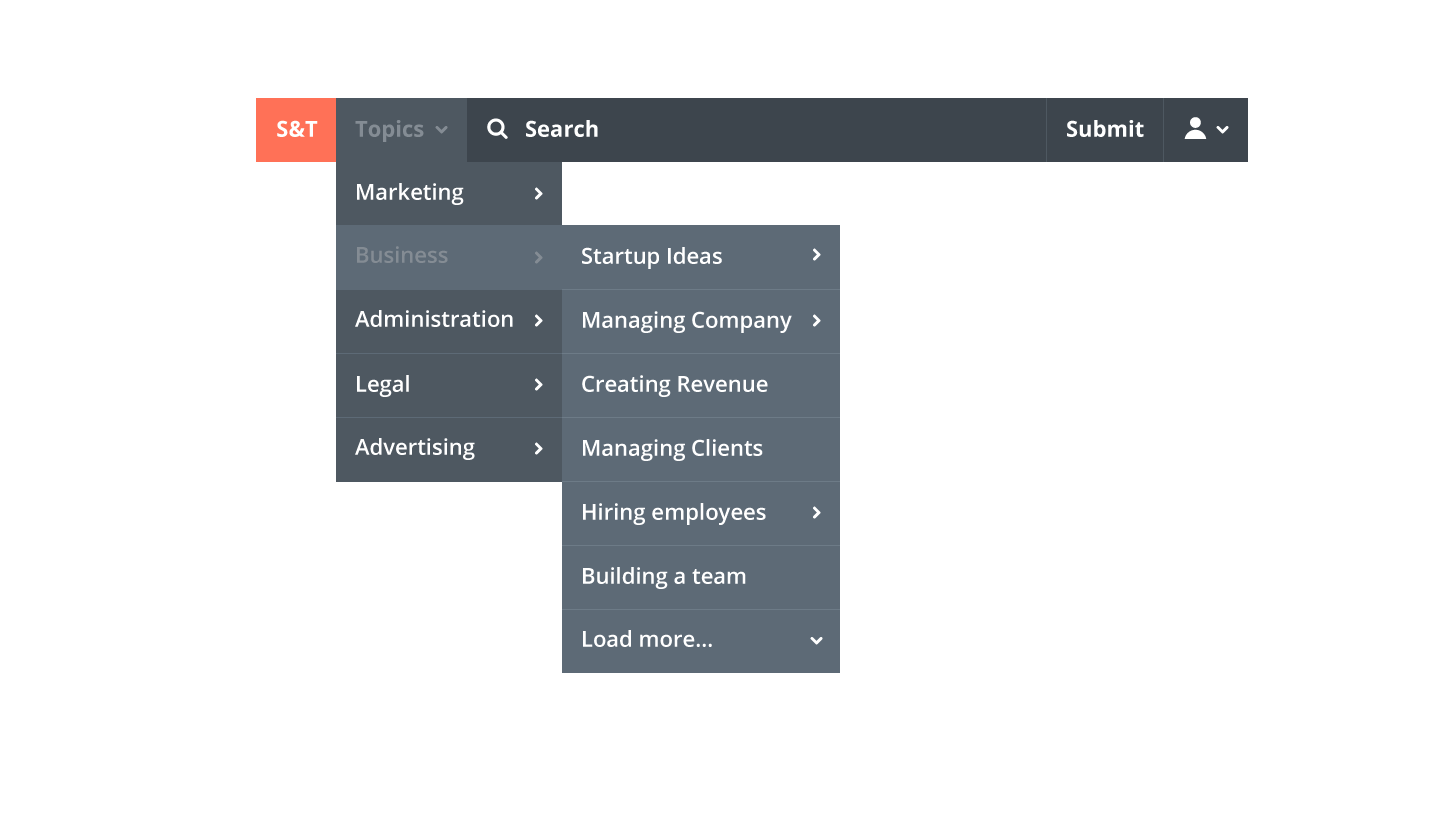 S&T
Topics
Search
Submit
Marketing
Business
Administration
Legal
Advertising
Startup Ideas
Managing Company
Creating Revenue
Managing Clients
Hiring employees
Building a team
Load more...